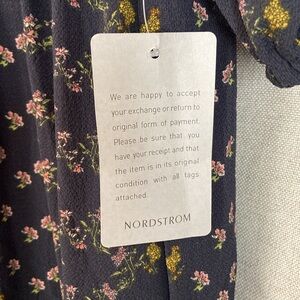 We are happy to accept
your exchange or return to
original form of payment.
Please be sure that you
have your receipt and that
the item is in its original
condition with all tags
attached.
NORDSTROM